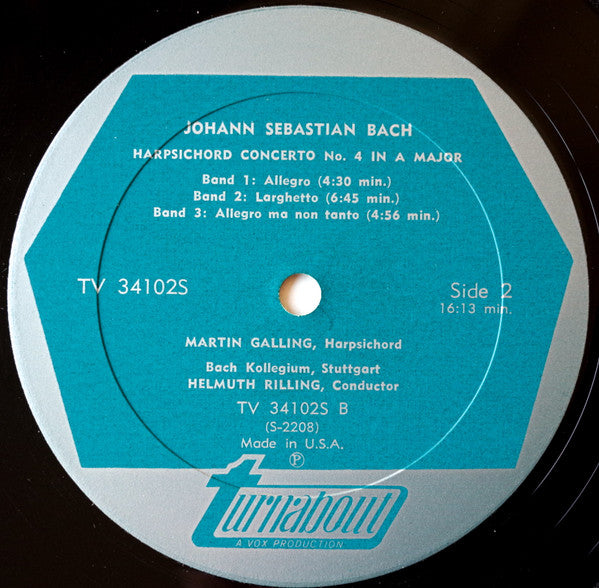 JOHANN SEBASTIAN BACH
HARPSICHORD CONCERTO No. 4 IN A MAJOR
Band 1: Allegro (4:30 min.)
Band 2: Larghetto (6:45 min.)
Band 3: Allegro ma non tanto (4:56 min.)
TV 34102S
Side 2
16:13 min.
MARTIN GALLING, Harpsichord
Bach Kollegium, Stuttgart
HELMUTH RILLING, Conductor
TV 34102S B
(S-2208)
Made in U.S.A.
℗
turnabout
A VOX PRODUCTION